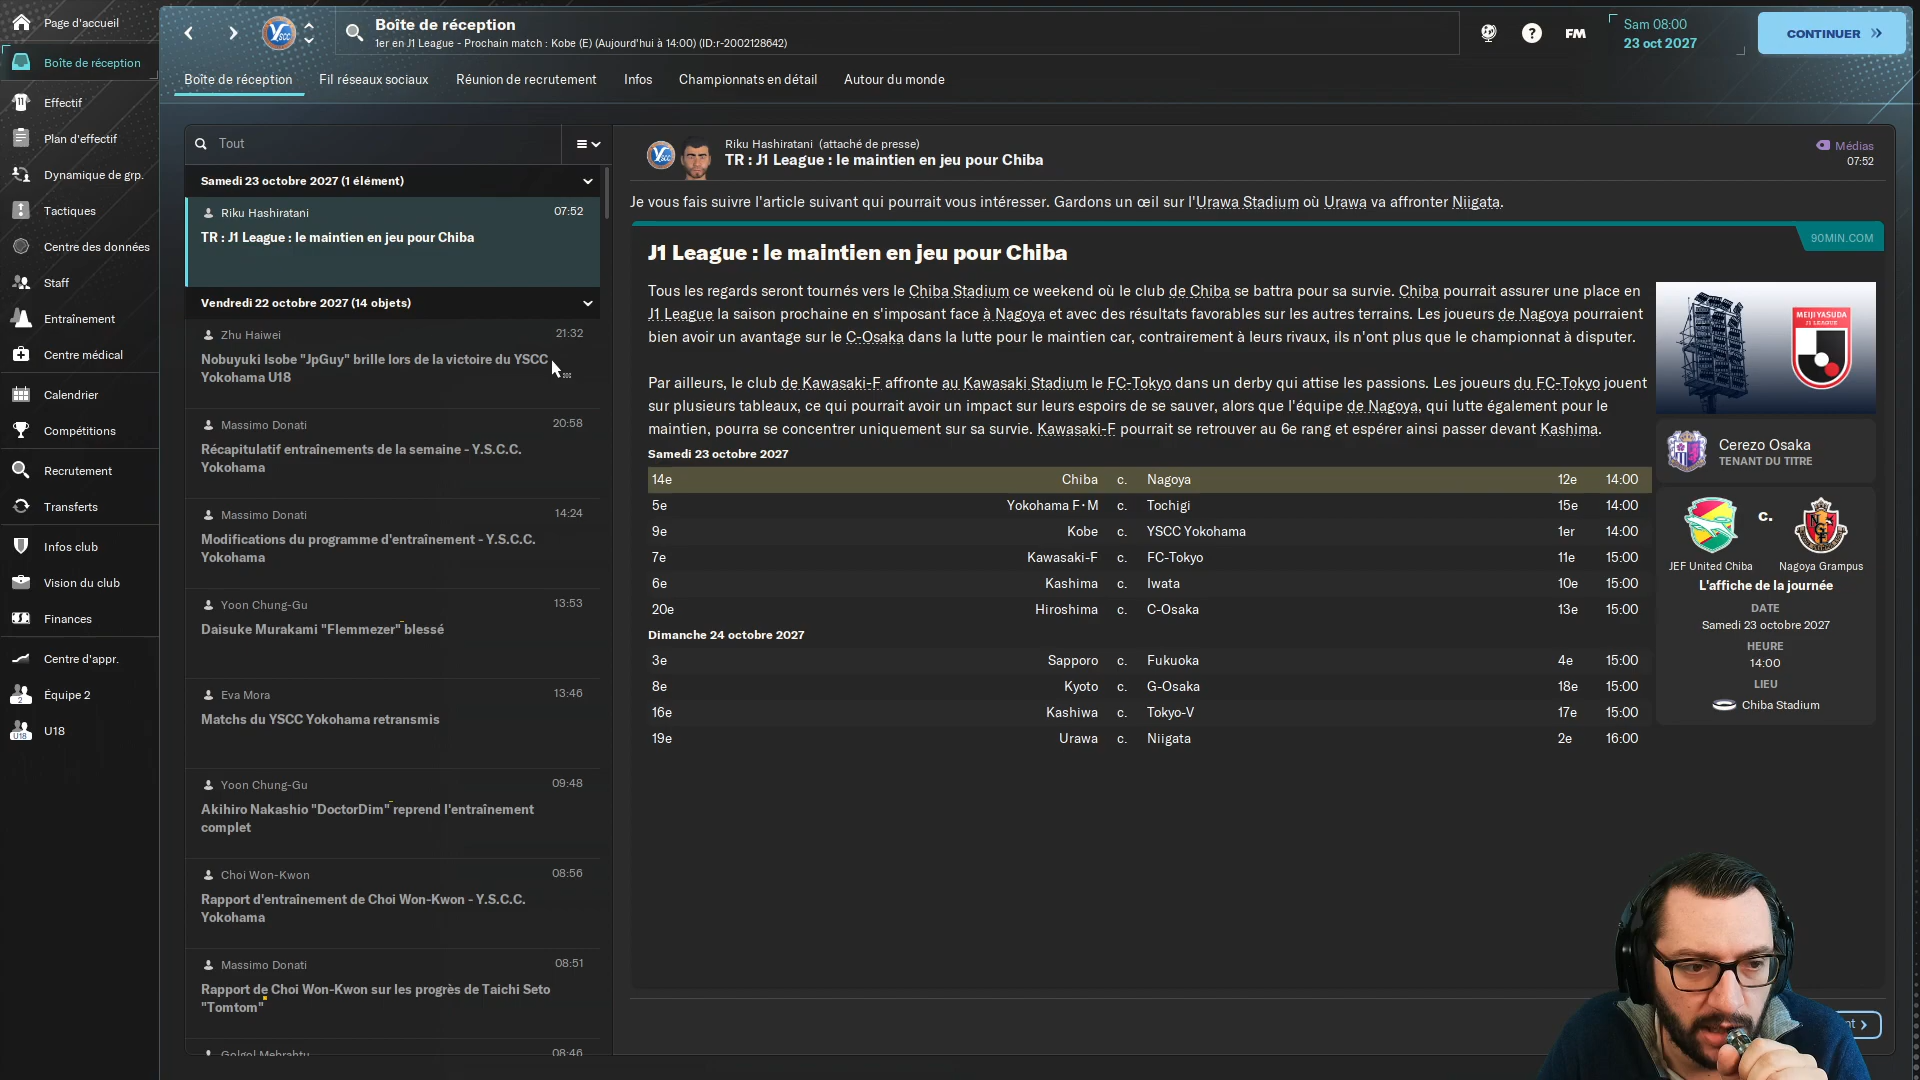 Page d'accueil
Boîte de réception
Effectif
Plan d'effectif
Dynamique de grp.
Tactiques
Centre des données
Staff
Entraînement
Centre médical
Calendrier
Compétitions
Recrutement
Transferts
Infos club
Vision du club
Finances
Centre d'appr.
Équipe 2
U18
Boîte de réception
1er en J1 League - Prochain match : Kobe (E) (Aujourd'hui à 14:00) (ID:r-2002128642)
FM
Sam 08:00
23 oct 2027
CONTINUER
Boîte de réception
Fil réseaux sociaux
Réunion de recrutement
Infos
Championnats en détail
Autour du monde
Tout
Samedi 23 octobre 2027 (1 élément)
Riku Hashiratani 07:52
TR : J1 League : le maintien en jeu pour Chiba
Vendredi 22 octobre 2027 (14 objets)
Zhu Haiwei 21:32
Nobuyuki Isobe "JpGuy" brille lors de la victoire du YSCC
Yokohama U18
Massimo Donati 20:58
Récapitulatif entraînements de la semaine - Y.S.C.C.
Yokohama
Massimo Donati 14:24
Modifications du programme d'entraînement - Y.S.C.C.
Yokohama
Yoon Chung-Gu 13:53
Daisuke Murakami "Flemmezer" blessé
Eva Mora 13:46
Matchs du YSCC Yokohama retransmis
Yoon Chung-Gu 09:48
Akihiro Nakashio "DoctorDim" reprend l'entraînement
complet
Choi Won-Kwon 08:56
Rapport d'entraînement de Choi Won-Kwon - Y.S.C.C.
Yokohama
Massimo Donati 08:51
Rapport de Choi Won-Kwon sur les progrès de Taichi Seto
"Tomtom"
Golgol Mebrahtu 08:46
Riku Hashiratani (attaché de presse)
TR : J1 League : le maintien en jeu pour Chiba
Médias
07:52
Je vous fais suivre l'article suivant qui pourrait vous intéresser. Gardons un œil sur l'Urawa Stadium où Urawa va affronter Niigata.
90MIN.COM
J1 League : le maintien en jeu pour Chiba
Tous les regards seront tournés vers le Chiba Stadium ce weekend où le club de Chiba se battra pour sa survie. Chiba pourrait assurer une place en
J1 League la saison prochaine en s'imposant face à Nagoya et avec des résultats favorables sur les autres terrains. Les joueurs de Nagoya pourraient
bien avoir un avantage sur le C-Osaka dans la lutte pour le maintien car, contrairement à leurs rivaux, ils n'ont plus que le championnat à disputer.
Par ailleurs, le club de Kawasaki-F affronte au Kawasaki Stadium le FC-Tokyo dans un derby qui attise les passions. Les joueurs du FC-Tokyo jouent
sur plusieurs tableaux, ce qui pourrait avoir un impact sur leurs espoirs de se sauver, alors que l'équipe de Nagoya, qui lutte également pour le
maintien, pourra se concentrer uniquement sur sa survie. Kawasaki-F pourrait se retrouver au 6e rang et espérer ainsi passer devant Kashima.
Samedi 23 octobre 2027
14e Chiba c. Nagoya 12e 14:00
5e Yokohama F·M c. Tochigi 15e 14:00
9e Kobe c. YSCC Yokohama 1er 14:00
7e Kawasaki-F c. FC-Tokyo 11e 15:00
6e Kashima c. Iwata 10e 15:00
20e Hiroshima c. C-Osaka 13e 15:00
Dimanche 24 octobre 2027
3e Sapporo c. Fukuoka 4e 15:00
8e Kyoto c. G-Osaka 18e 15:00
16e Kashiwa c. Tokyo-V 17e 15:00
19e Urawa c. Niigata 2e 16:00
MEIJI YASUDA
J1 LEAGUE
Cerezo Osaka
TENANT DU TITRE
c.
JEF United Chiba
Nagoya Grampus
L'affiche de la journée
DATE
Samedi 23 octobre 2027
HEURE
14:00
LIEU
Chiba Stadium